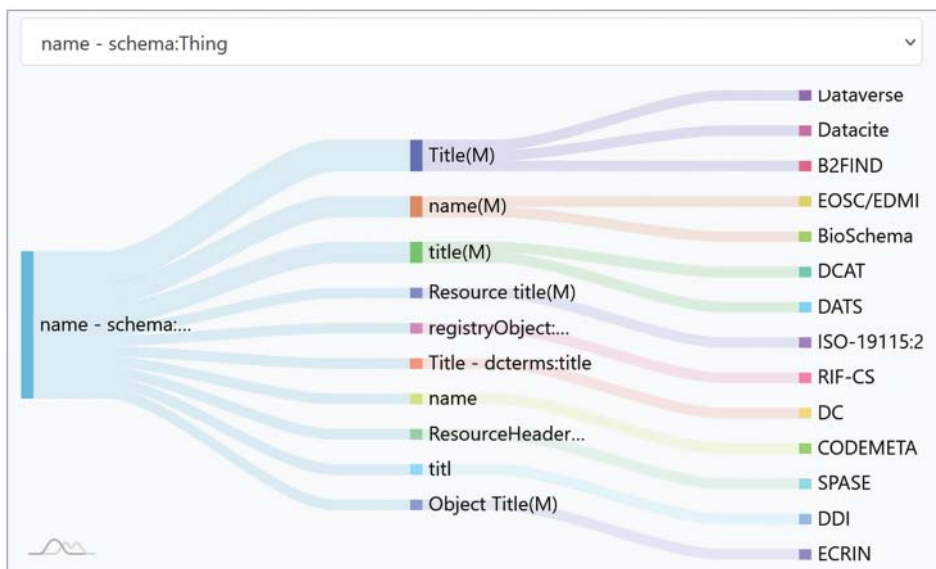 name - schema:Thing
name - schema:...
Title(M)
name(M)
title(M)
Resource title(M)
registryObject:...
Title - dcterms:title
name
ResourceHeader...
titl
Object Title(M)
Dataverse
Datacite
B2FIND
EOSC/EDMI
BioSchema
DCAT
DATS
ISO-19115:2
RIF-CS
DC
CODEMETA
SPASE
DDI
ECRIN